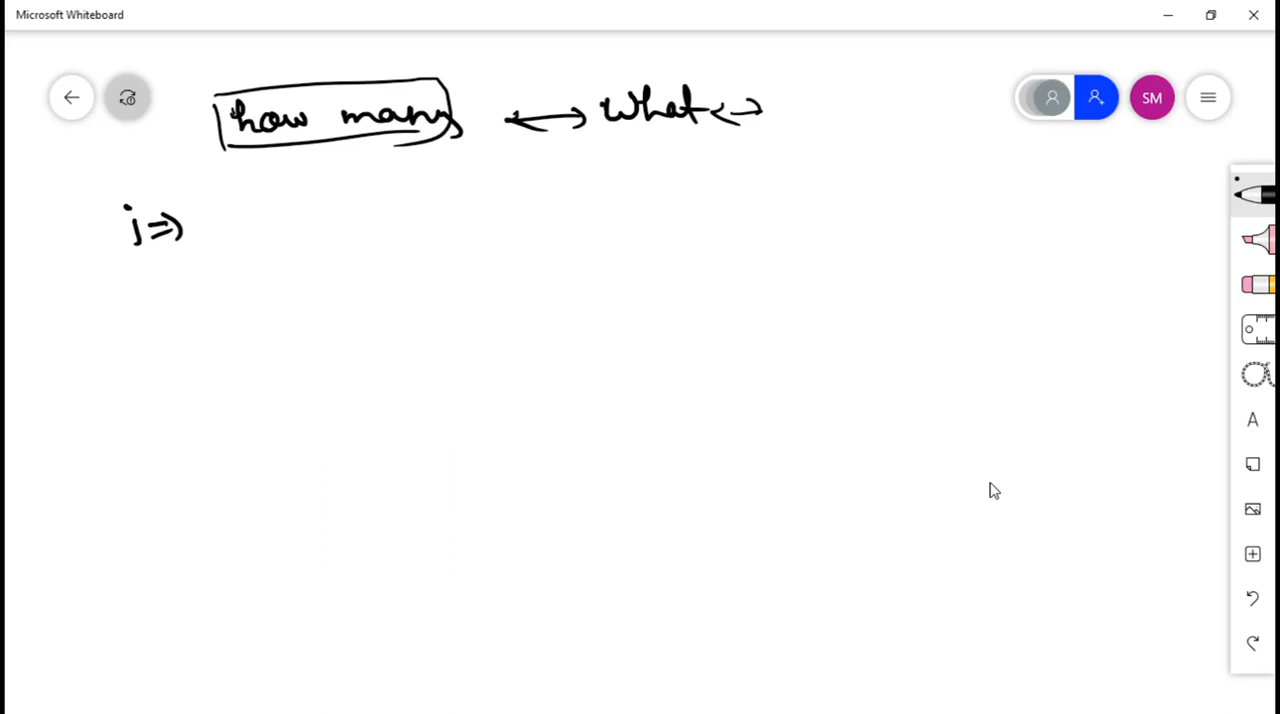 Microsoft Whiteboard
how many ↔ What ↔
SM
j ⇒
A